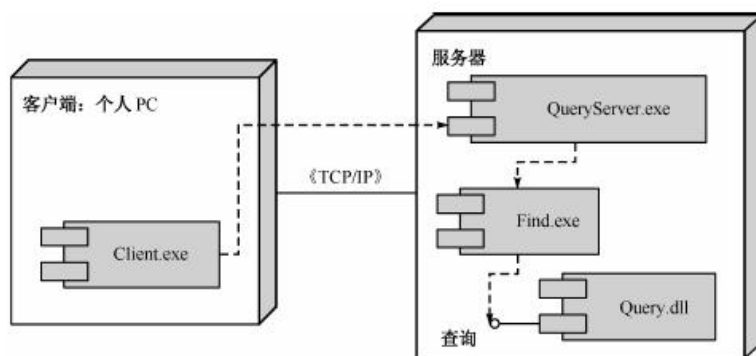 客户端：个人 PC
Client.exe
《TCP/IP》
服务器
QueryServer.exe
Find.exe
Query.dll
查询